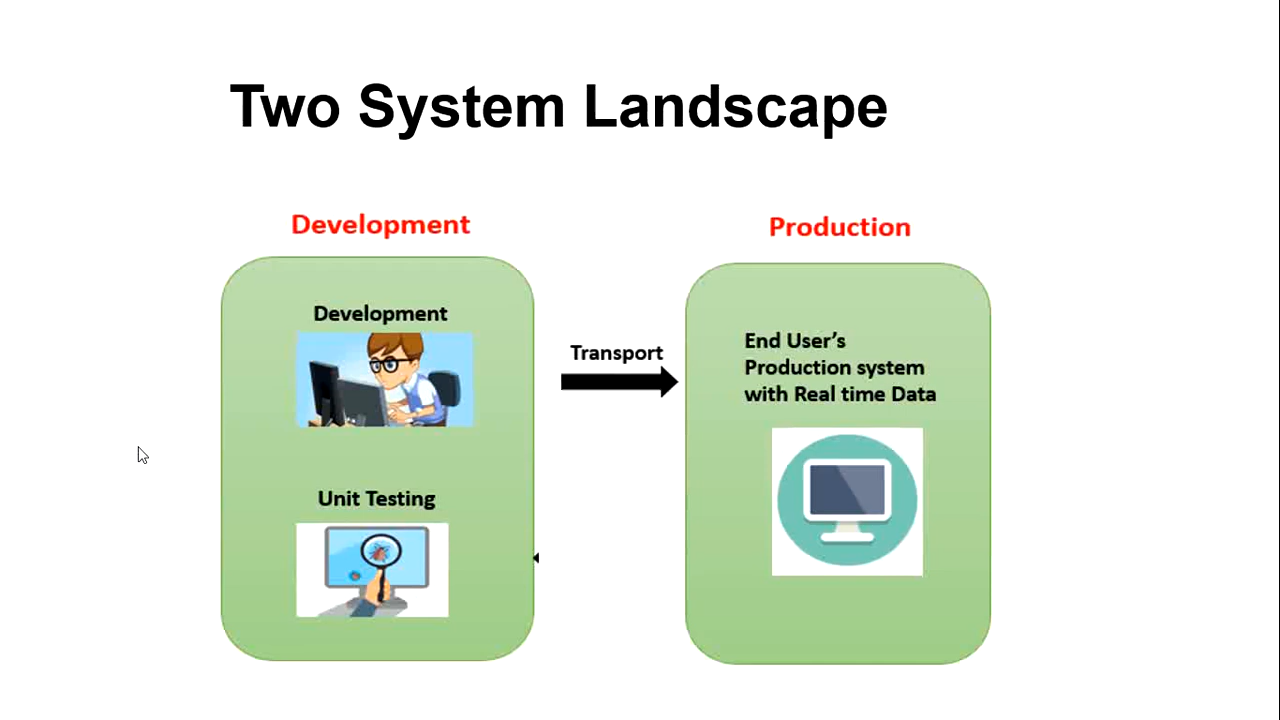 Two System Landscape
Development
Production
Development
Transport
End User’s
Production system
with Real time Data
Unit Testing